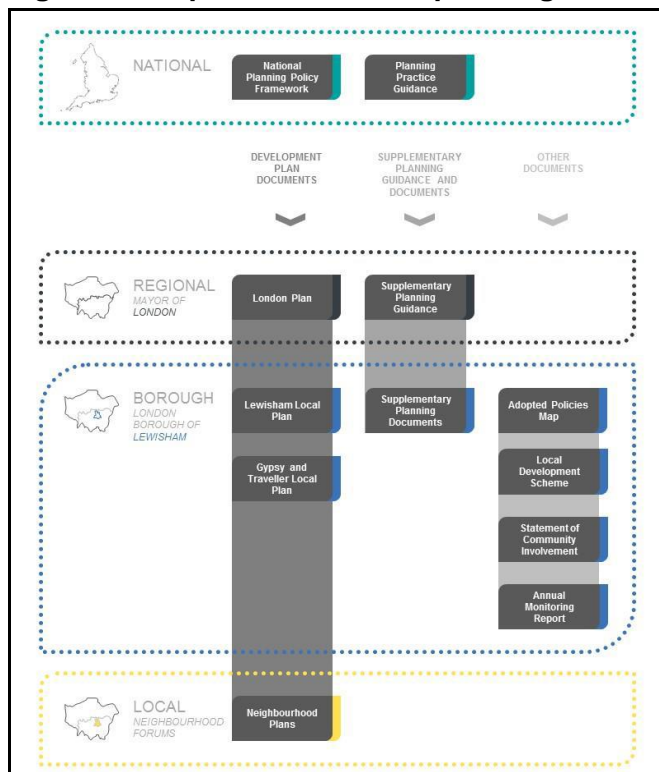 NATIONAL
National
Planning Policy
Framework
Planning
Practice
Guidance
DEVELOPMENT
PLAN
DOCUMENTS
SUPPLEMENTARY
PLANNING
GUIDANCE AND
DOCUMENTS
OTHER
DOCUMENTS
REGIONAL
MAYOR OF
LONDON
London Plan
Supplementary
Planning
Guidance
BOROUGH
LONDON
BOROUGH OF
LEWISHAM
Lewisham Local
Plan
Supplementary
Planning
Documents
Adopted Policies
Map
Gypsy and
Traveller Local
Plan
Local
Development
Scheme
Statement of
Community
Involvement
Annual
Monitoring
Report
LOCAL
NEIGHBOURHOOD
FORUMS
Neighbourhood
Plans